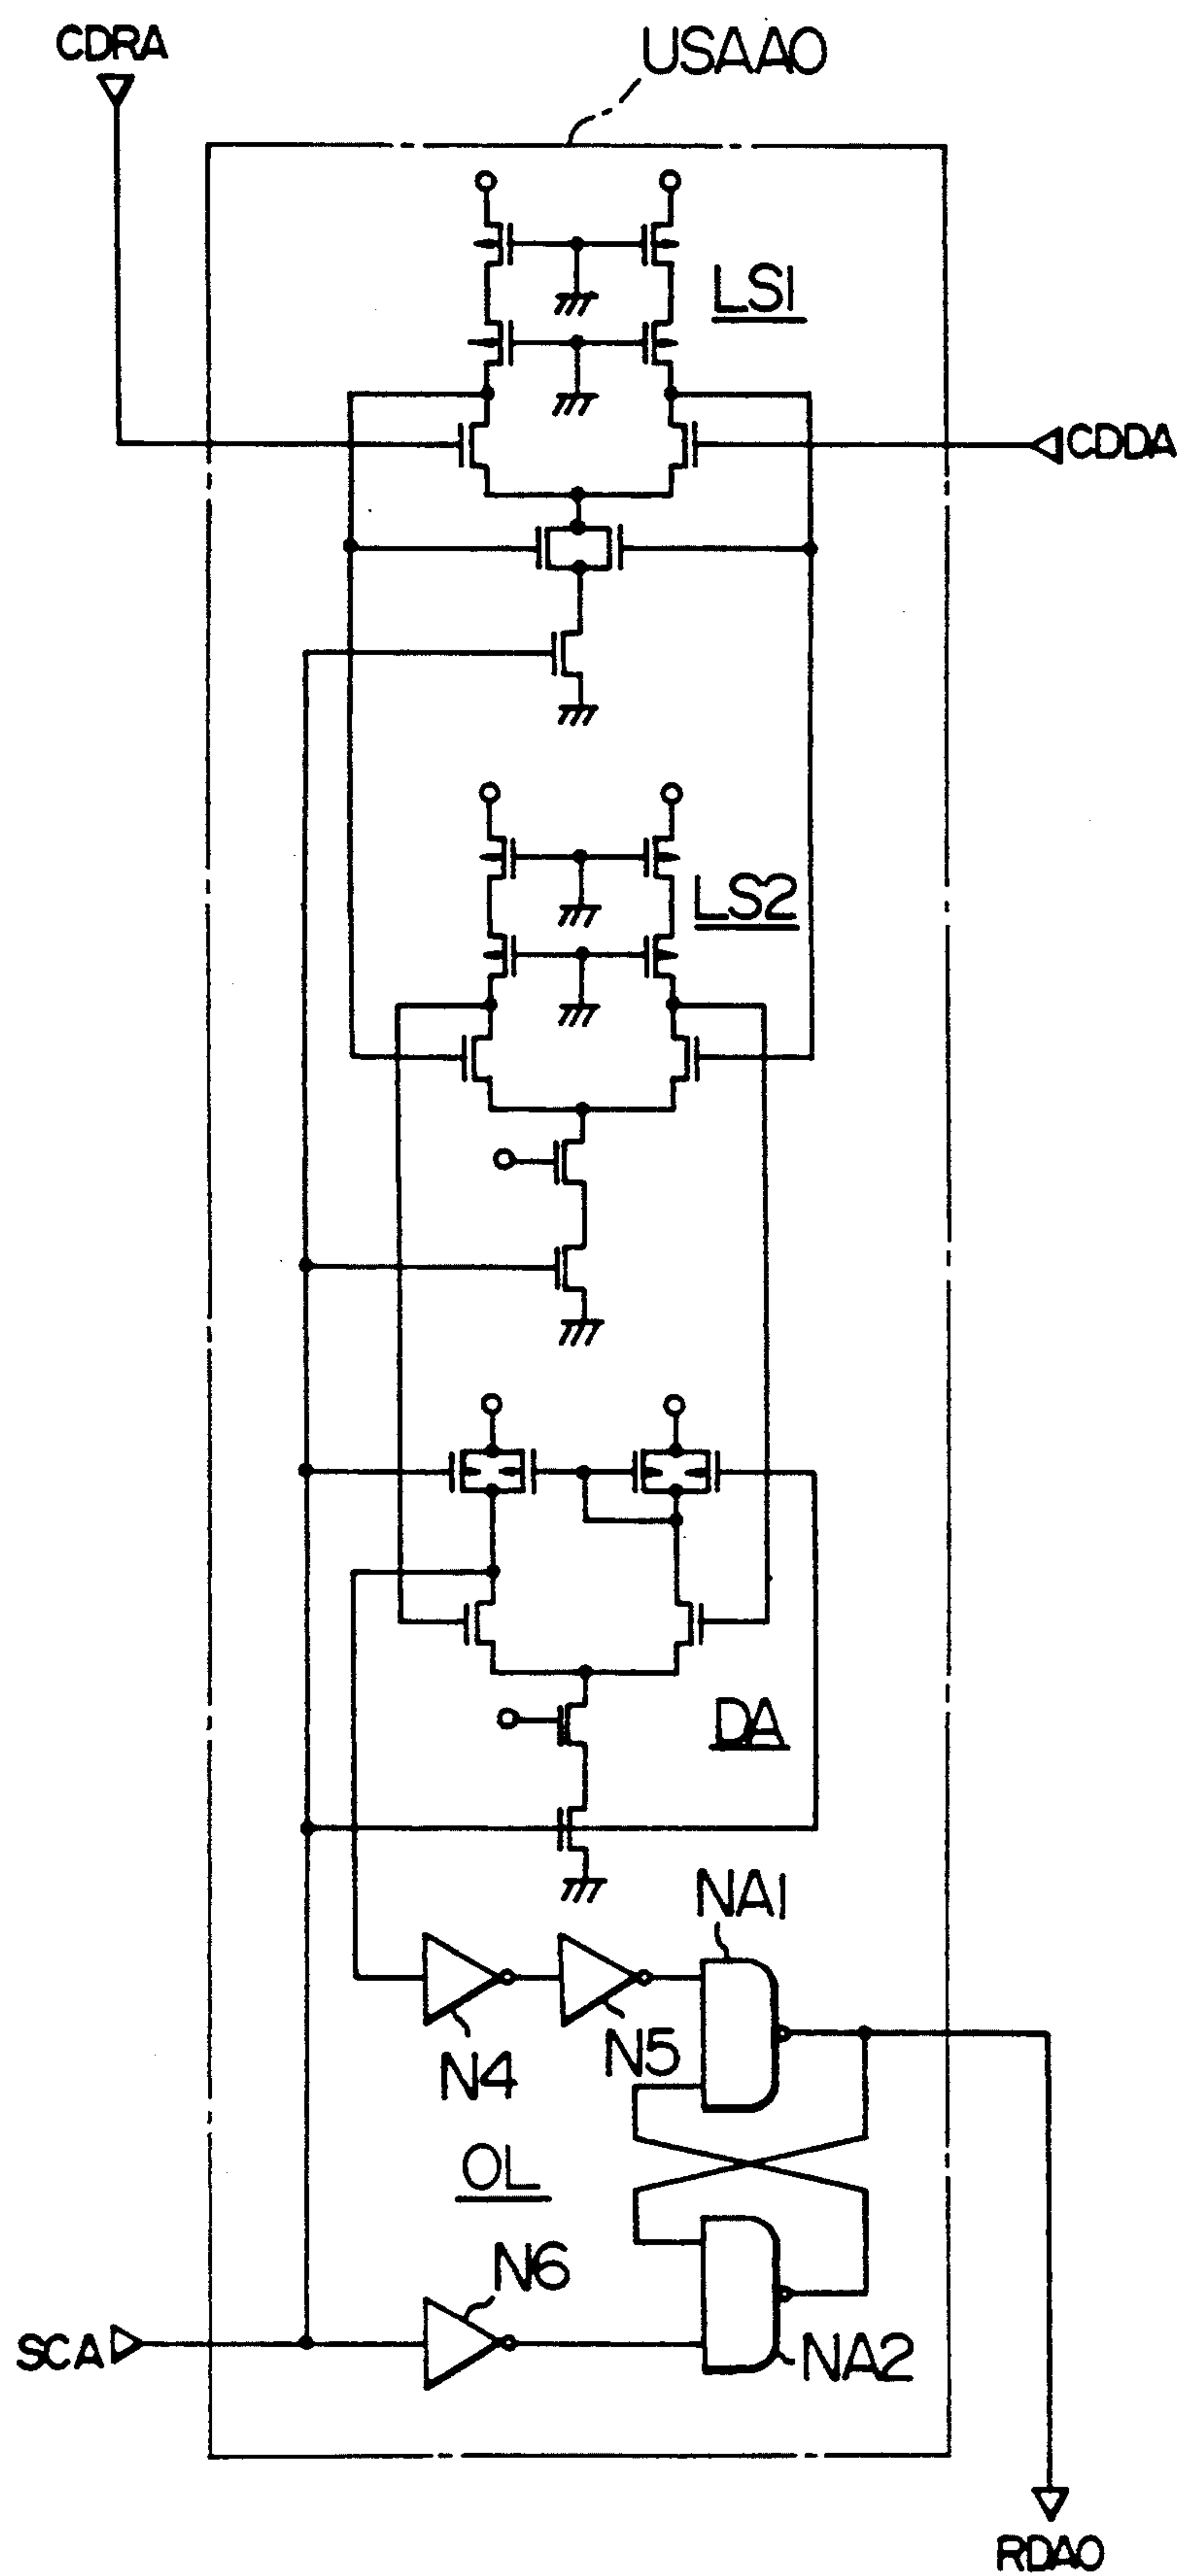 CDRA
USAA0
LS1
CDDA
LS2
DA
NA1
N4
N5
OL
N6
SCA
NA2
RDA0